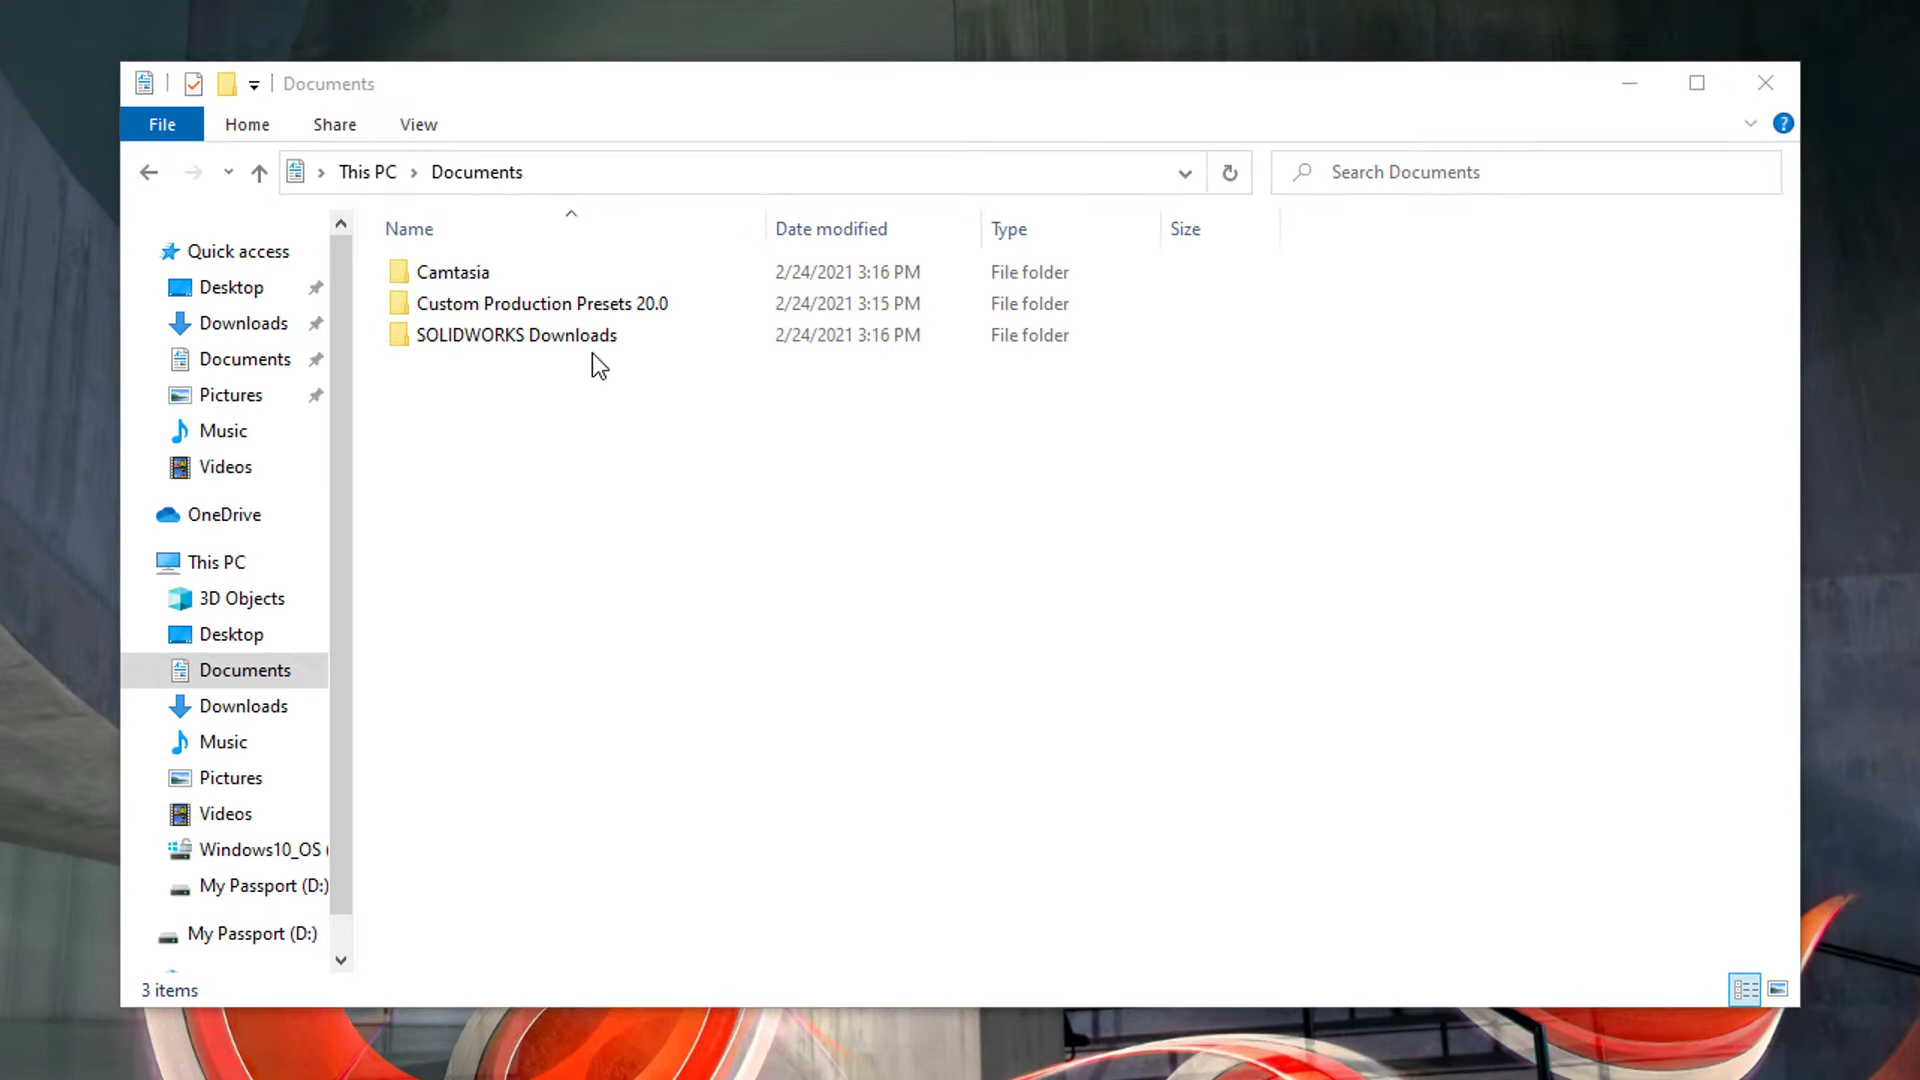 Documents
File Home Share View
This PC Documents
Search Documents
Name Date modified Type Size
Camtasia 2/24/2021 3:16 PM File folder
Custom Production Presets 20.0 2/24/2021 3:15 PM File folder
SOLIDWORKS Downloads 2/24/2021 3:16 PM File folder
Quick access
Desktop
Downloads
Documents
Pictures
Music
Videos
OneDrive
This PC
3D Objects
Desktop
Documents
Downloads
Music
Pictures
Videos
Windows10_OS (
My Passport (D:)
My Passport (D:)
3 items